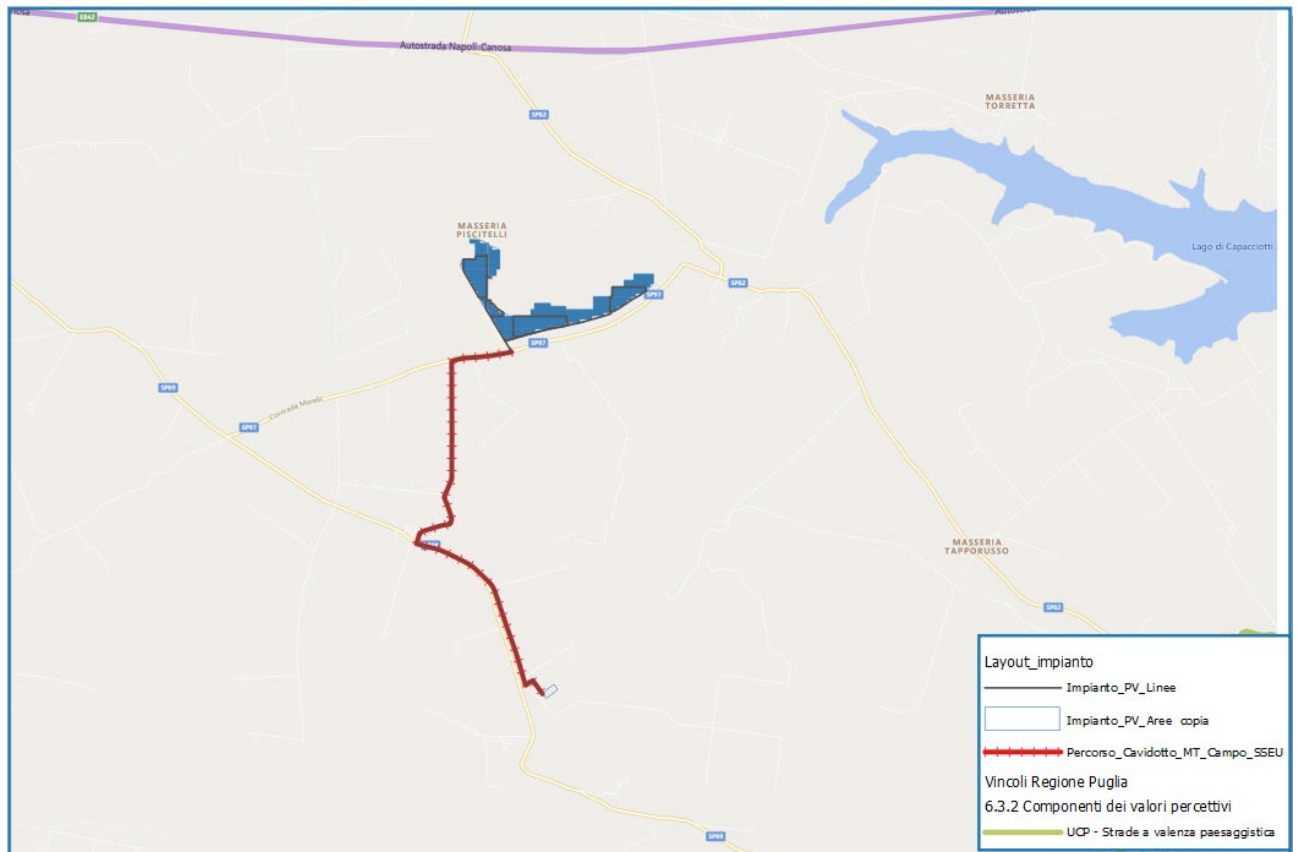 nosa
E842
Autostrada Napoli Canosa
SP82
MASSERIA
TORRETTA
MASSERIA
PISCITELLI
Lago di Capacciotti
SP82
SP97
SP97
SP89
Contrada Morelli
SP97
MASSERIA
TAPPORUSSO
SP82
SP89
Layout_impianto
Impianto_PV_Linee
Impianto_PV_Aree copia
Percorso_Cavidotto_MT_Campo_SSEU
Vincoli Regione Puglia
6.3.2 Componenti dei valori percettivi
UCP - Strade a valenza paesaggistica